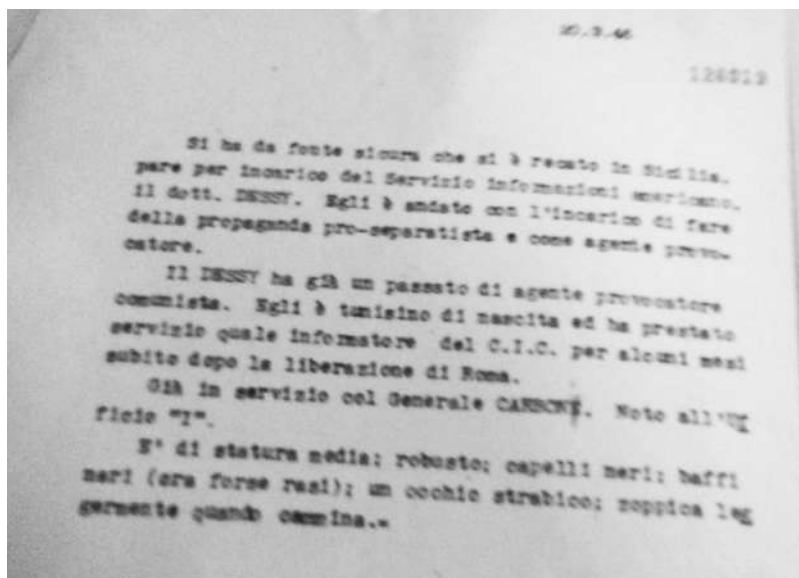 20.2.46
126019
Si ha da fonte sicura che si è recato in Sicilia,
pare per incarico del Servizio informazioni americano,
il dott. DESSY. Egli è andato con l'incarico di fare
della propaganda pro-separatista e come agente provo-
catore.
Il DESSY ha già un passato di agente provocatore
comunista. Egli è tunisino di nascita ed ha prestato
servizio quale informatore del C.I.C. per alcuni mesi
subito dopo la liberazione di Roma.
Già in servizio col Generale CARBONE. Noto all'Uf
ficio "I".
E' di statura media; robusto; capelli neri; baffi
neri (ora forse rasi); un occhio strabico; zoppica leg
germente quando cammina.=